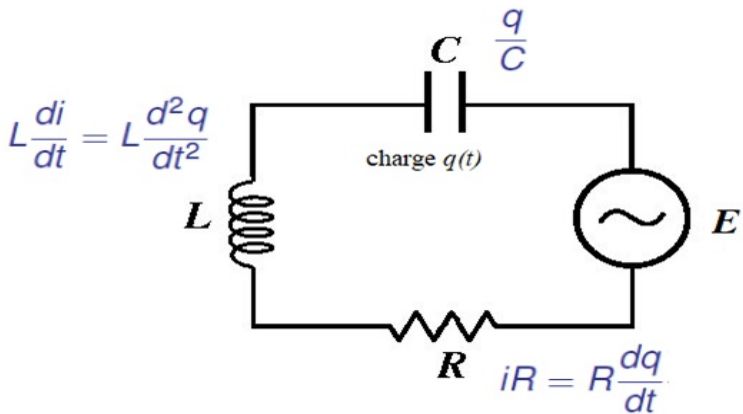 C
q/C
L di/dt = L d²q/dt²
charge q(t)
L
E
R
iR = R dq/dt